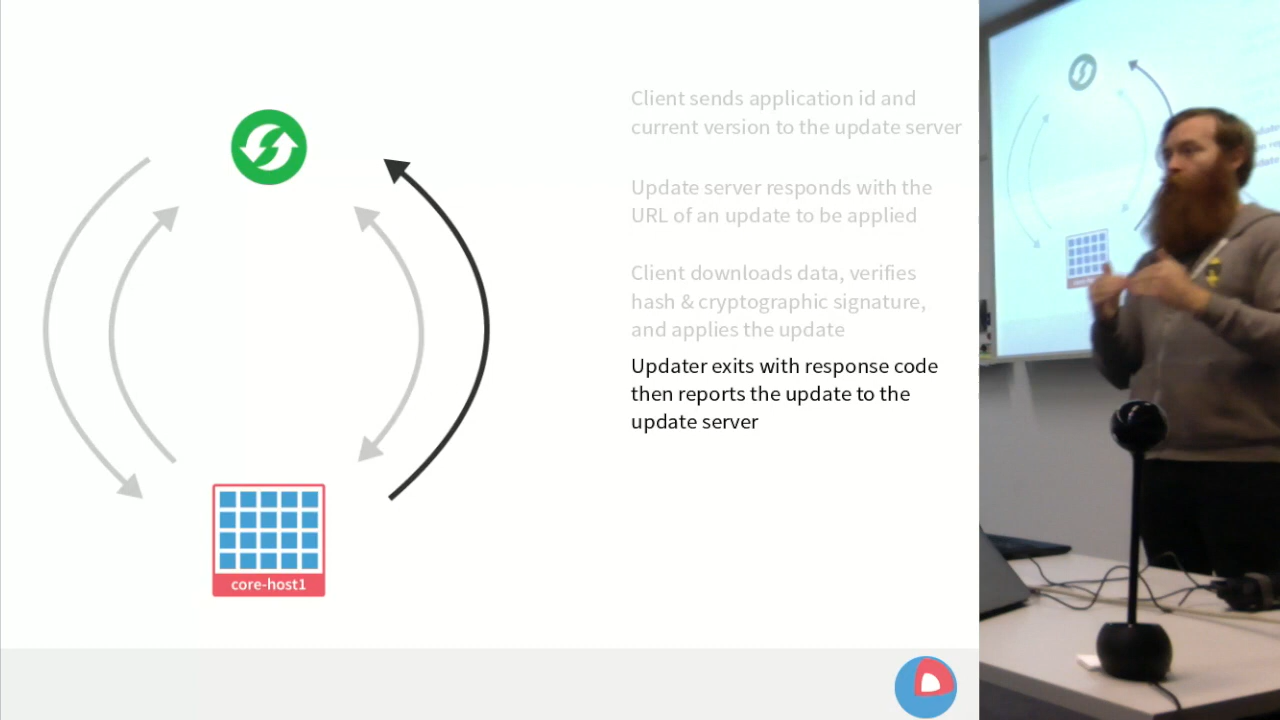 Client sends application id and
current version to the update server
Update server responds with the
URL of an update to be applied
Client downloads data, verifies
hash & cryptographic signature,
and applies the update
Updater exits with response code
then reports the update to the
update server
core-host1